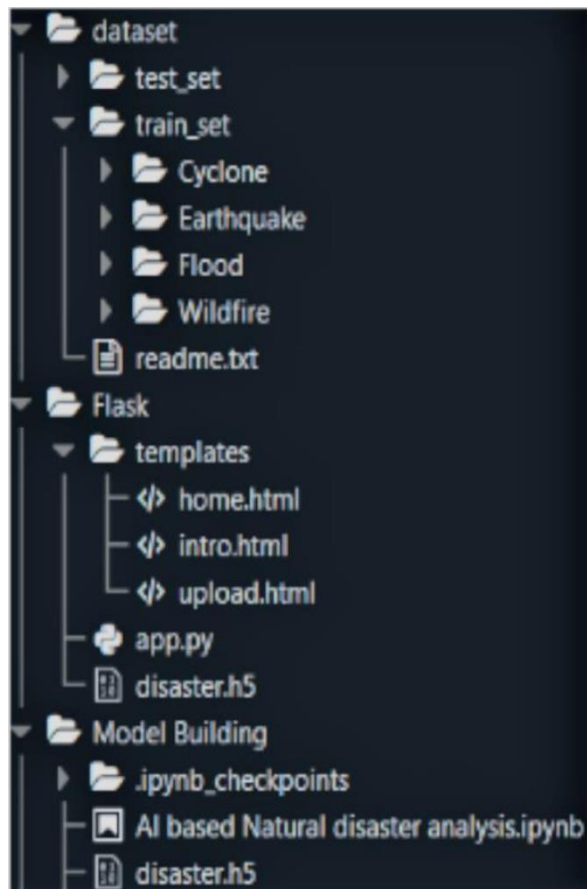 dataset
test_set
train_set
Cyclone
Earthquake
Flood
Wildfire
readme.txt
Flask
templates
home.html
intro.html
upload.html
app.py
disaster.h5
Model Building
.ipynb_checkpoints
AI based Natural disaster analysis.ipynb
disaster.h5